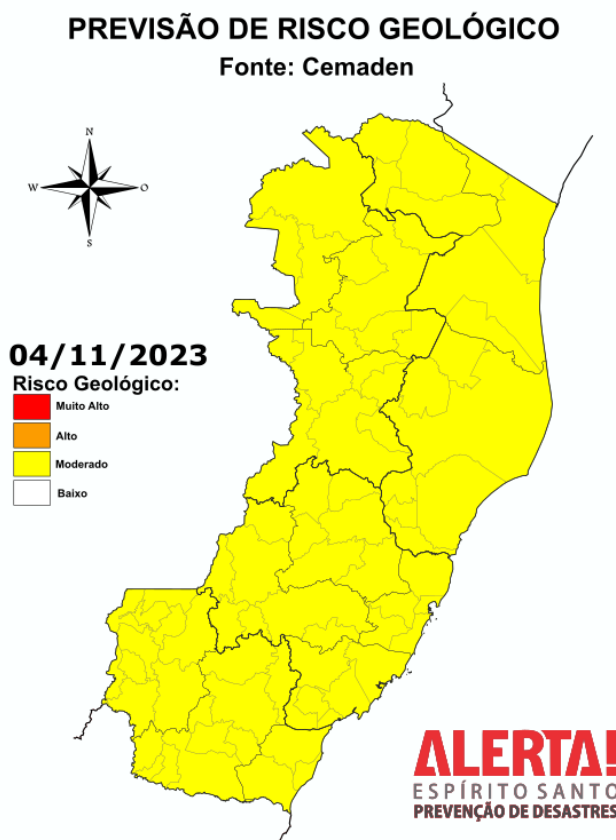 PREVISÃO DE RISCO GEOLÓGICO
Fonte: Cemaden
N
W
O
S
04/11/2023
Risco Geológico:
Muito Alto
Alto
Moderado
Baixo
ALERTA!
ESPÍRITO SANTO
PREVENÇÃO DE DESASTRES